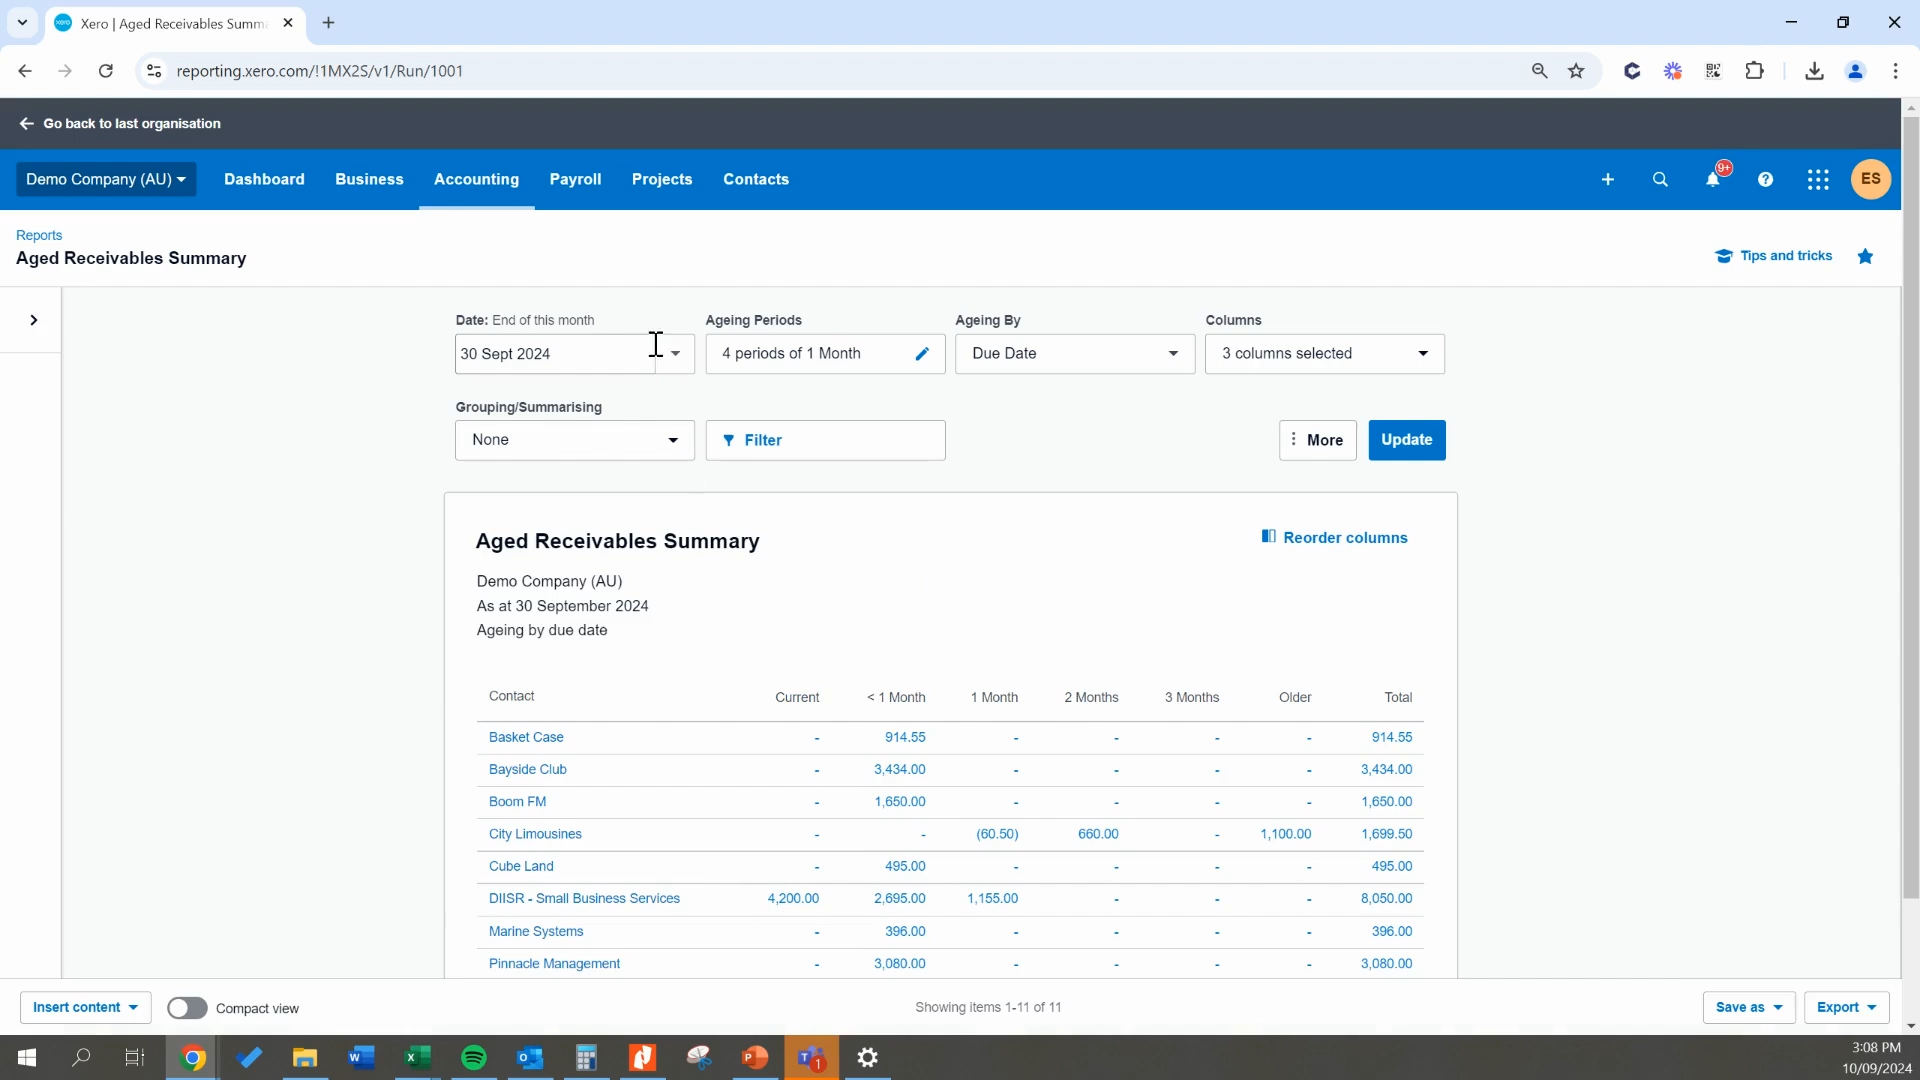 Xero | Aged Receivables Summ
reporting.xero.com/!1MX2S/v1/Run/1001
Go back to last organisation
Demo Company (AU) Dashboard Business Accounting Payroll Projects Contacts 9+ ES
Reports
Aged Receivables Summary
Tips and tricks
Date: End of this month Ageing Periods Ageing By Columns
30 Sept 2024 4 periods of 1 Month Due Date 3 columns selected
Grouping/Summarising
None Filter More Update
Aged Receivables Summary
Reorder columns
Demo Company (AU)
As at 30 September 2024
Ageing by due date
Contact Current < 1 Month 1 Month 2 Months 3 Months Older Total
Basket Case - 914.55 - - - - 914.55
Bayside Club - 3,434.00 - - - - 3,434.00
Boom FM - 1,650.00 - - - - 1,650.00
City Limousines - - (60.50) 660.00 - 1,100.00 1,699.50
Cube Land - 495.00 - - - - 495.00
DIISR - Small Business Services 4,200.00 2,695.00 1,155.00 - - - 8,050.00
Marine Systems - 396.00 - - - - 396.00
Pinnacle Management - 3,080.00 - - - - 3,080.00
Insert content Compact view Showing items 1-11 of 11 Save as Export
3:08 PM
10/09/2024